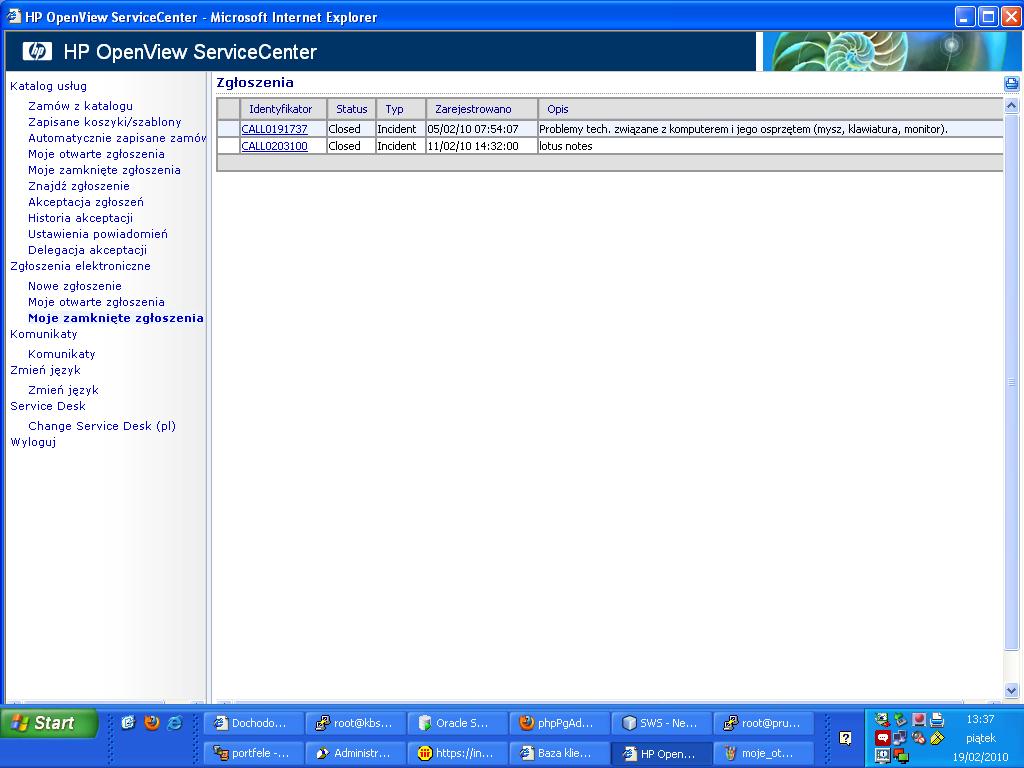 HP OpenView ServiceCenter - Microsoft Internet Explorer
hp HP OpenView ServiceCenter
Katalog usług
Zamów z katalogu
Zapisane koszyki/szablony
Automatycznie zapisane zamów
Moje otwarte zgłoszenia
Moje zamknięte zgłoszenia
Znajdź zgłoszenie
Akceptacja zgłoszeń
Historia akceptacji
Ustawienia powiadomień
Delegacja akceptacji
Zgłoszenia elektroniczne
Nowe zgłoszenie
Moje otwarte zgłoszenia
Moje zamknięte zgłoszenia
Komunikaty
Komunikaty
Zmień język
Zmień język
Service Desk
Change Service Desk (pl)
Wyloguj
Zgłoszenia
Identyfikator Status Typ Zarejestrowano Opis
CALL0191737 Closed Incident 05/02/10 07:54:07 Problemy tech. związane z komputerem i jego osprzętem (mysz, klawiatura, monitor).
CALL0203100 Closed Incident 11/02/10 14:32:00 lotus notes
Start
Dochodo... root@kbs... Oracle S... phpPgAd... SWS - Ne... root@pru...
portfele -... Administr... https://in... Baza klie... HP Open... moje_ot...
13:37
piątek
19/02/2010